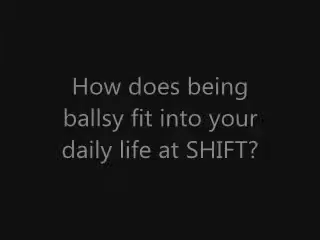 How does being
ballsy fit into your
daily life at SHIFT?